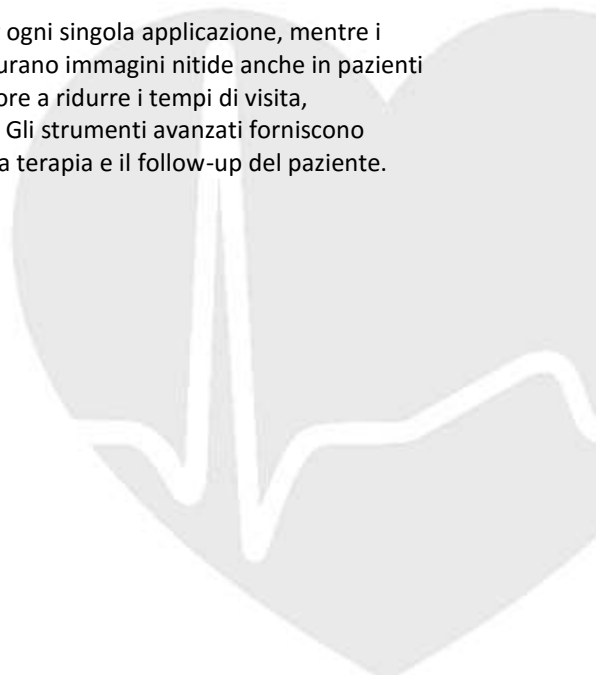 ogni singola applicazione, mentre i
urano immagini nitide anche in pazienti
ore a ridurre i tempi di visita,
Gli strumenti avanzati forniscono
a terapia e il follow-up del paziente.